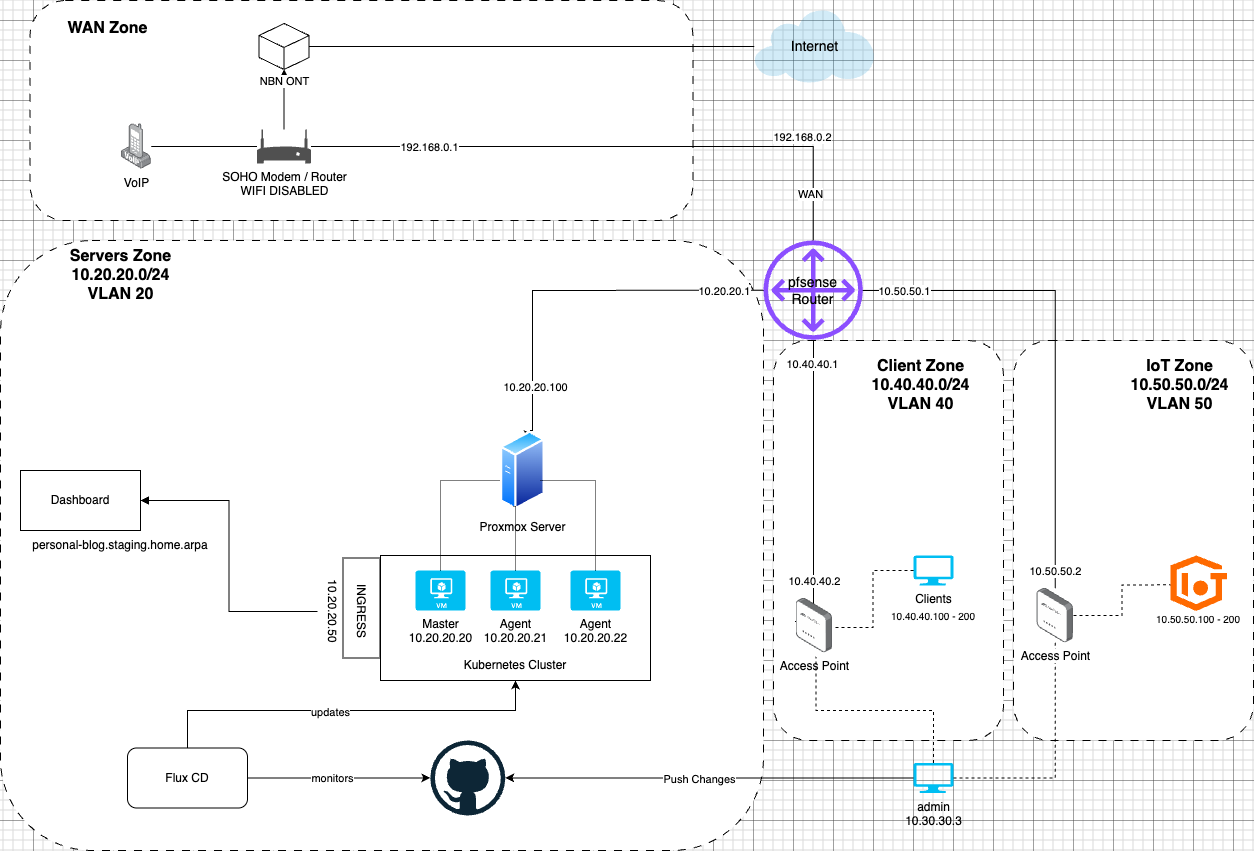 WAN Zone
Internet
NBN ONT
192.168.0.2
192.168.0.1
VoIP
VoIP
SOHO Modem / Router
WIFI DISABLED
WAN
Servers Zone
10.20.20.0/24
VLAN 20
pfsense
Router
10.20.20.1
10.50.50.1
10.40.40.1
Client Zone
10.40.40.0/24
VLAN 40
IoT Zone
10.50.50.0/24
VLAN 50
10.20.20.100
Dashboard
personal-blog.staging.home.arpa
Proxmox Server
INGRESS
10.20.20.50
VM
VM
VM
Master
10.20.20.20
Agent
10.20.20.21
Agent
10.20.20.22
Kubernetes Cluster
10.40.40.2
Clients
10.40.40.100 - 200
Access Point
10.50.50.2
IoT
10.50.50.100 - 200
Access Point
updates
Flux CD
monitors
Push Changes
admin
10.30.30.3